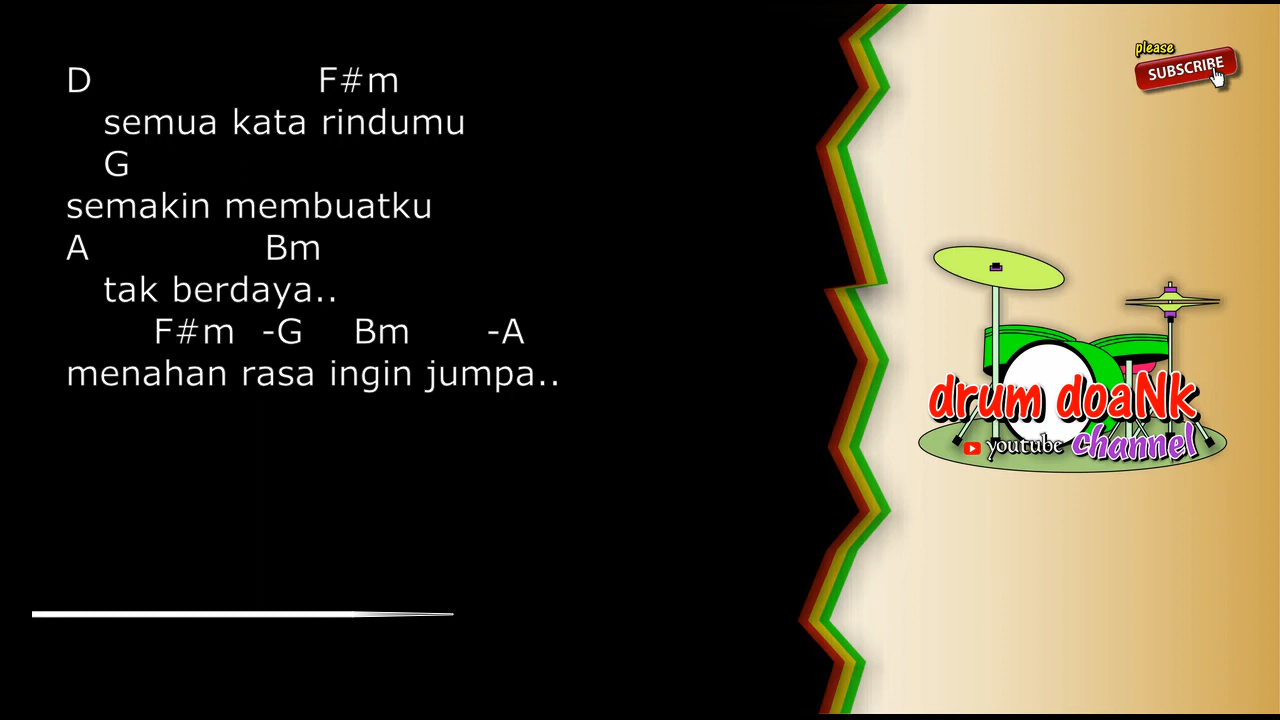 D F#m
semua kata rindumu
G
semakin membuatku
A Bm
tak berdaya..
F#m -G Bm -A
menahan rasa ingin jumpa..
please
SUBSCRIBE
drum doaNk
youtube channel